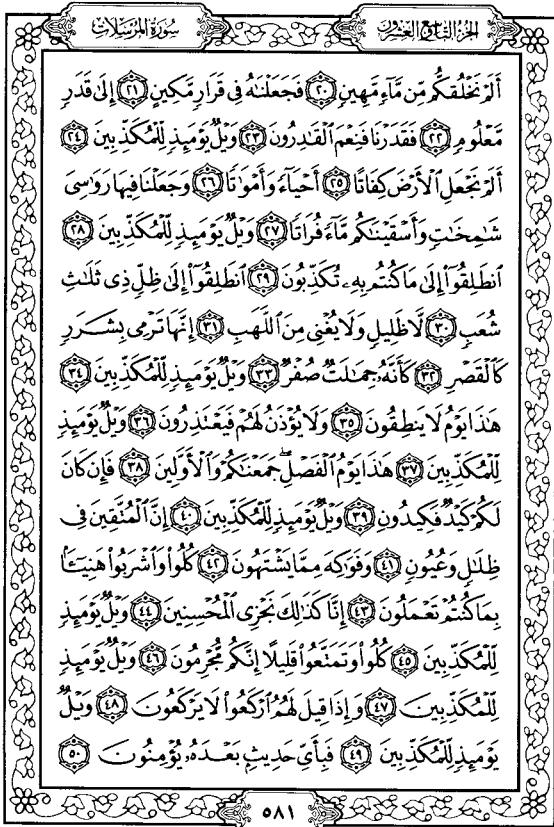 الجزء التاسع والعشرون
سورة المرسلات
أَلَمْ نَخْلُقكُّم مِّن مَّآءٍ مَّهِينٍ ٢٠ فَجَعَلْنَٰهُ فِى قَرَارٍ مَّكِينٍ ٢١ إِلَىٰ قَدَرٍ
مَّعْلُومٍ ٢٢ فَقَدَرْنَا فَنِعْمَ ٱلْقَٰدِرُونَ ٢٣ وَيْلٌ يَوْمَئِذٍ لِّلْمُكَذِّبِينَ ٢٤
أَلَمْ نَجْعَلِ ٱلْأَرْضَ كِفَاتًا ٢٥ أَحْيَآءً وَأَمْوَٰتًا ٢٦ وَجَعَلْنَا فِيهَا رَوَٰسِىَ
شَٰمِخَٰتٍ وَأَسْقَيْنَٰكُم مَّآءً فُرَاتًا ٢٧ وَيْلٌ يَوْمَئِذٍ لِّلْمُكَذِّبِينَ ٢٨
ٱنطَلِقُوٓا۟ إِلَىٰ مَا كُنتُم بِهِۦ تُكَذِّبُونَ ٢٩ ٱنطَلِقُوٓا۟ إِلَىٰ ظِلٍّ ذِى ثَلَٰثِ
شُعَبٍ ٣٠ لَّا ظَلِيلٍ وَلَا يُغْنِى مِنَ ٱللَّهَبِ ٣١ إِنَّهَا تَرْمِى بِشَرَرٍ
كَٱلْقَصْرِ ٣٢ كَأَنَّهُۥ جِمَٰلَتٌ صُفْرٌ ٣٣ وَيْلٌ يَوْمَئِذٍ لِّلْمُكَذِّبِينَ ٣٤
هَٰذَا يَوْمُ لَا يَنطِقُونَ ٣٥ وَلَا يُؤْذَنُ لَهُمْ فَيَعْتَذِرُونَ ٣٦ وَيْلٌ يَوْمَئِذٍ
لِّلْمُكَذِّبِينَ ٣٧ هَٰذَا يَوْمُ ٱلْفَصْلِ ۖ جَمَعْنَٰكُمْ وَٱلْأَوَّلِينَ ٣٨ فَإِن كَانَ
لَكُمْ كَيْدٌ فَكِيدُونِ ٣٩ وَيْلٌ يَوْمَئِذٍ لِّلْمُكَذِّبِينَ ٤٠ إِنَّ ٱلْمُتَّقِينَ فِى
ظِلَٰلٍ وَعُيُونٍ ٤١ وَفَوَٰكِهَ مِمَّا يَشْتَهُونَ ٤٢ كُلُوا۟ وَٱشْرَبُوا۟ هَنِيٓـًٔۢا
بِمَا كُنتُمْ تَعْمَلُونَ ٤٣ إِنَّا كَذَٰلِكَ نَجْزِى ٱلْمُحْسِنِينَ ٤٤ وَيْلٌ يَوْمَئِذٍ
لِّلْمُكَذِّبِينَ ٤٥ كُلُوا۟ وَتَمَتَّعُوا۟ قَلِيلًا إِنَّكُم مُّجْرِمُونَ ٤٦ وَيْلٌ يَوْمَئِذٍ
لِّلْمُكَذِّبِينَ ٤٧ وَإِذَا قِيلَ لَهُمُ ٱرْكَعُوا۟ لَا يَرْكَعُونَ ٤٨ وَيْلٌ
يَوْمَئِذٍ لِّلْمُكَذِّبِينَ ٤٩ فَبِأَىِّ حَدِيثٍۭ بَعْدَهُۥ يُؤْمِنُونَ ٥٠
٥٨١